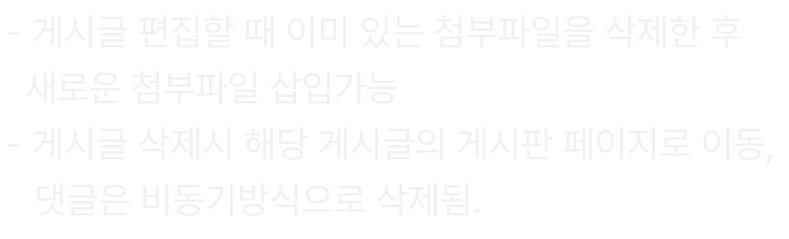 - 게시글 편집할 때 이미 있는 첨부파일을 삭제한 후
새로운 첨부파일 삽입가능
- 게시글 삭제시 해당 게시글의 게시판 페이지로 이동,
댓글은 비동기방식으로 삭제됨.